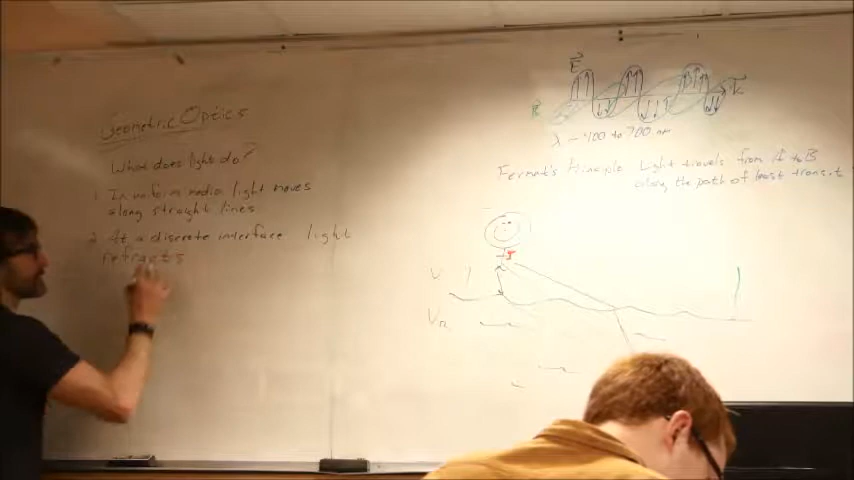 Geometric Optics
What does light do?
1. In uniform media light moves
along straight lines
2. At a discrete interface light
refracts
E
k
λ ~ 400 to 700 nm
Fermat's Principle Light travels from A to B
along the path of least transit
V